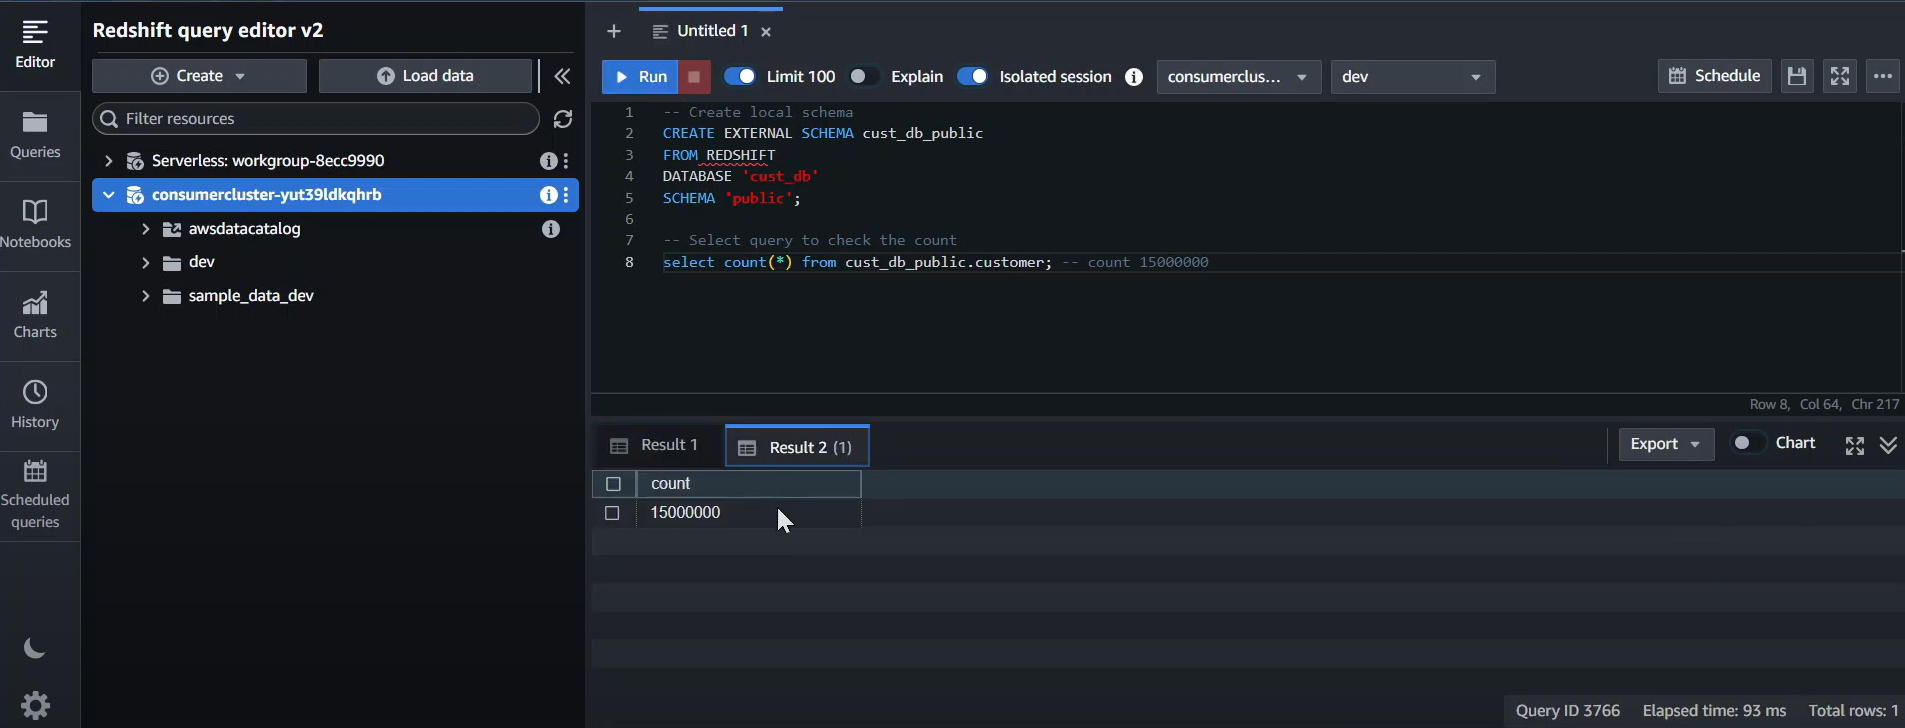 Editor
Queries
Notebooks
Charts
History
Scheduled
queries
Redshift query editor v2
Create
Load data
Filter resources
Serverless: workgroup-8ecc9990
consumercluster-yut39ldkqhrb
awsdatacatalog
dev
sample_data_dev
Untitled 1
Run
Limit 100
Explain
Isolated session
consumerclus...
dev
Schedule
1 -- Create local schema
2 CREATE EXTERNAL SCHEMA cust_db_public
3 FROM REDSHIFT
4 DATABASE 'cust_db'
5 SCHEMA 'public';
6
7 -- Select query to check the count
8 select count(*) from cust_db_public.customer; -- count 15000000
Row 8, Col 64, Chr 217
Result 1
Result 2 (1)
Export
Chart
count
15000000
Query ID 3766 Elapsed time: 93 ms Total rows: 1